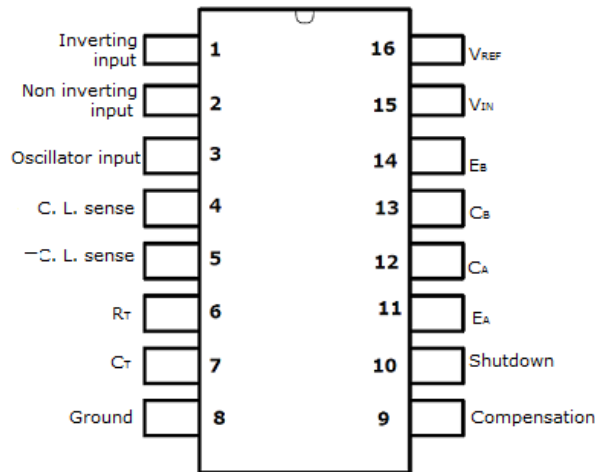 Inverting
input
1
16
VREF
Non inverting
input
2
15
VIN
Oscillator input
3
14
EB
C. L. sense
4
13
CB
−C. L. sense
5
12
CA
RT
6
11
EA
CT
7
10
Shutdown
Ground
8
9
Compensation